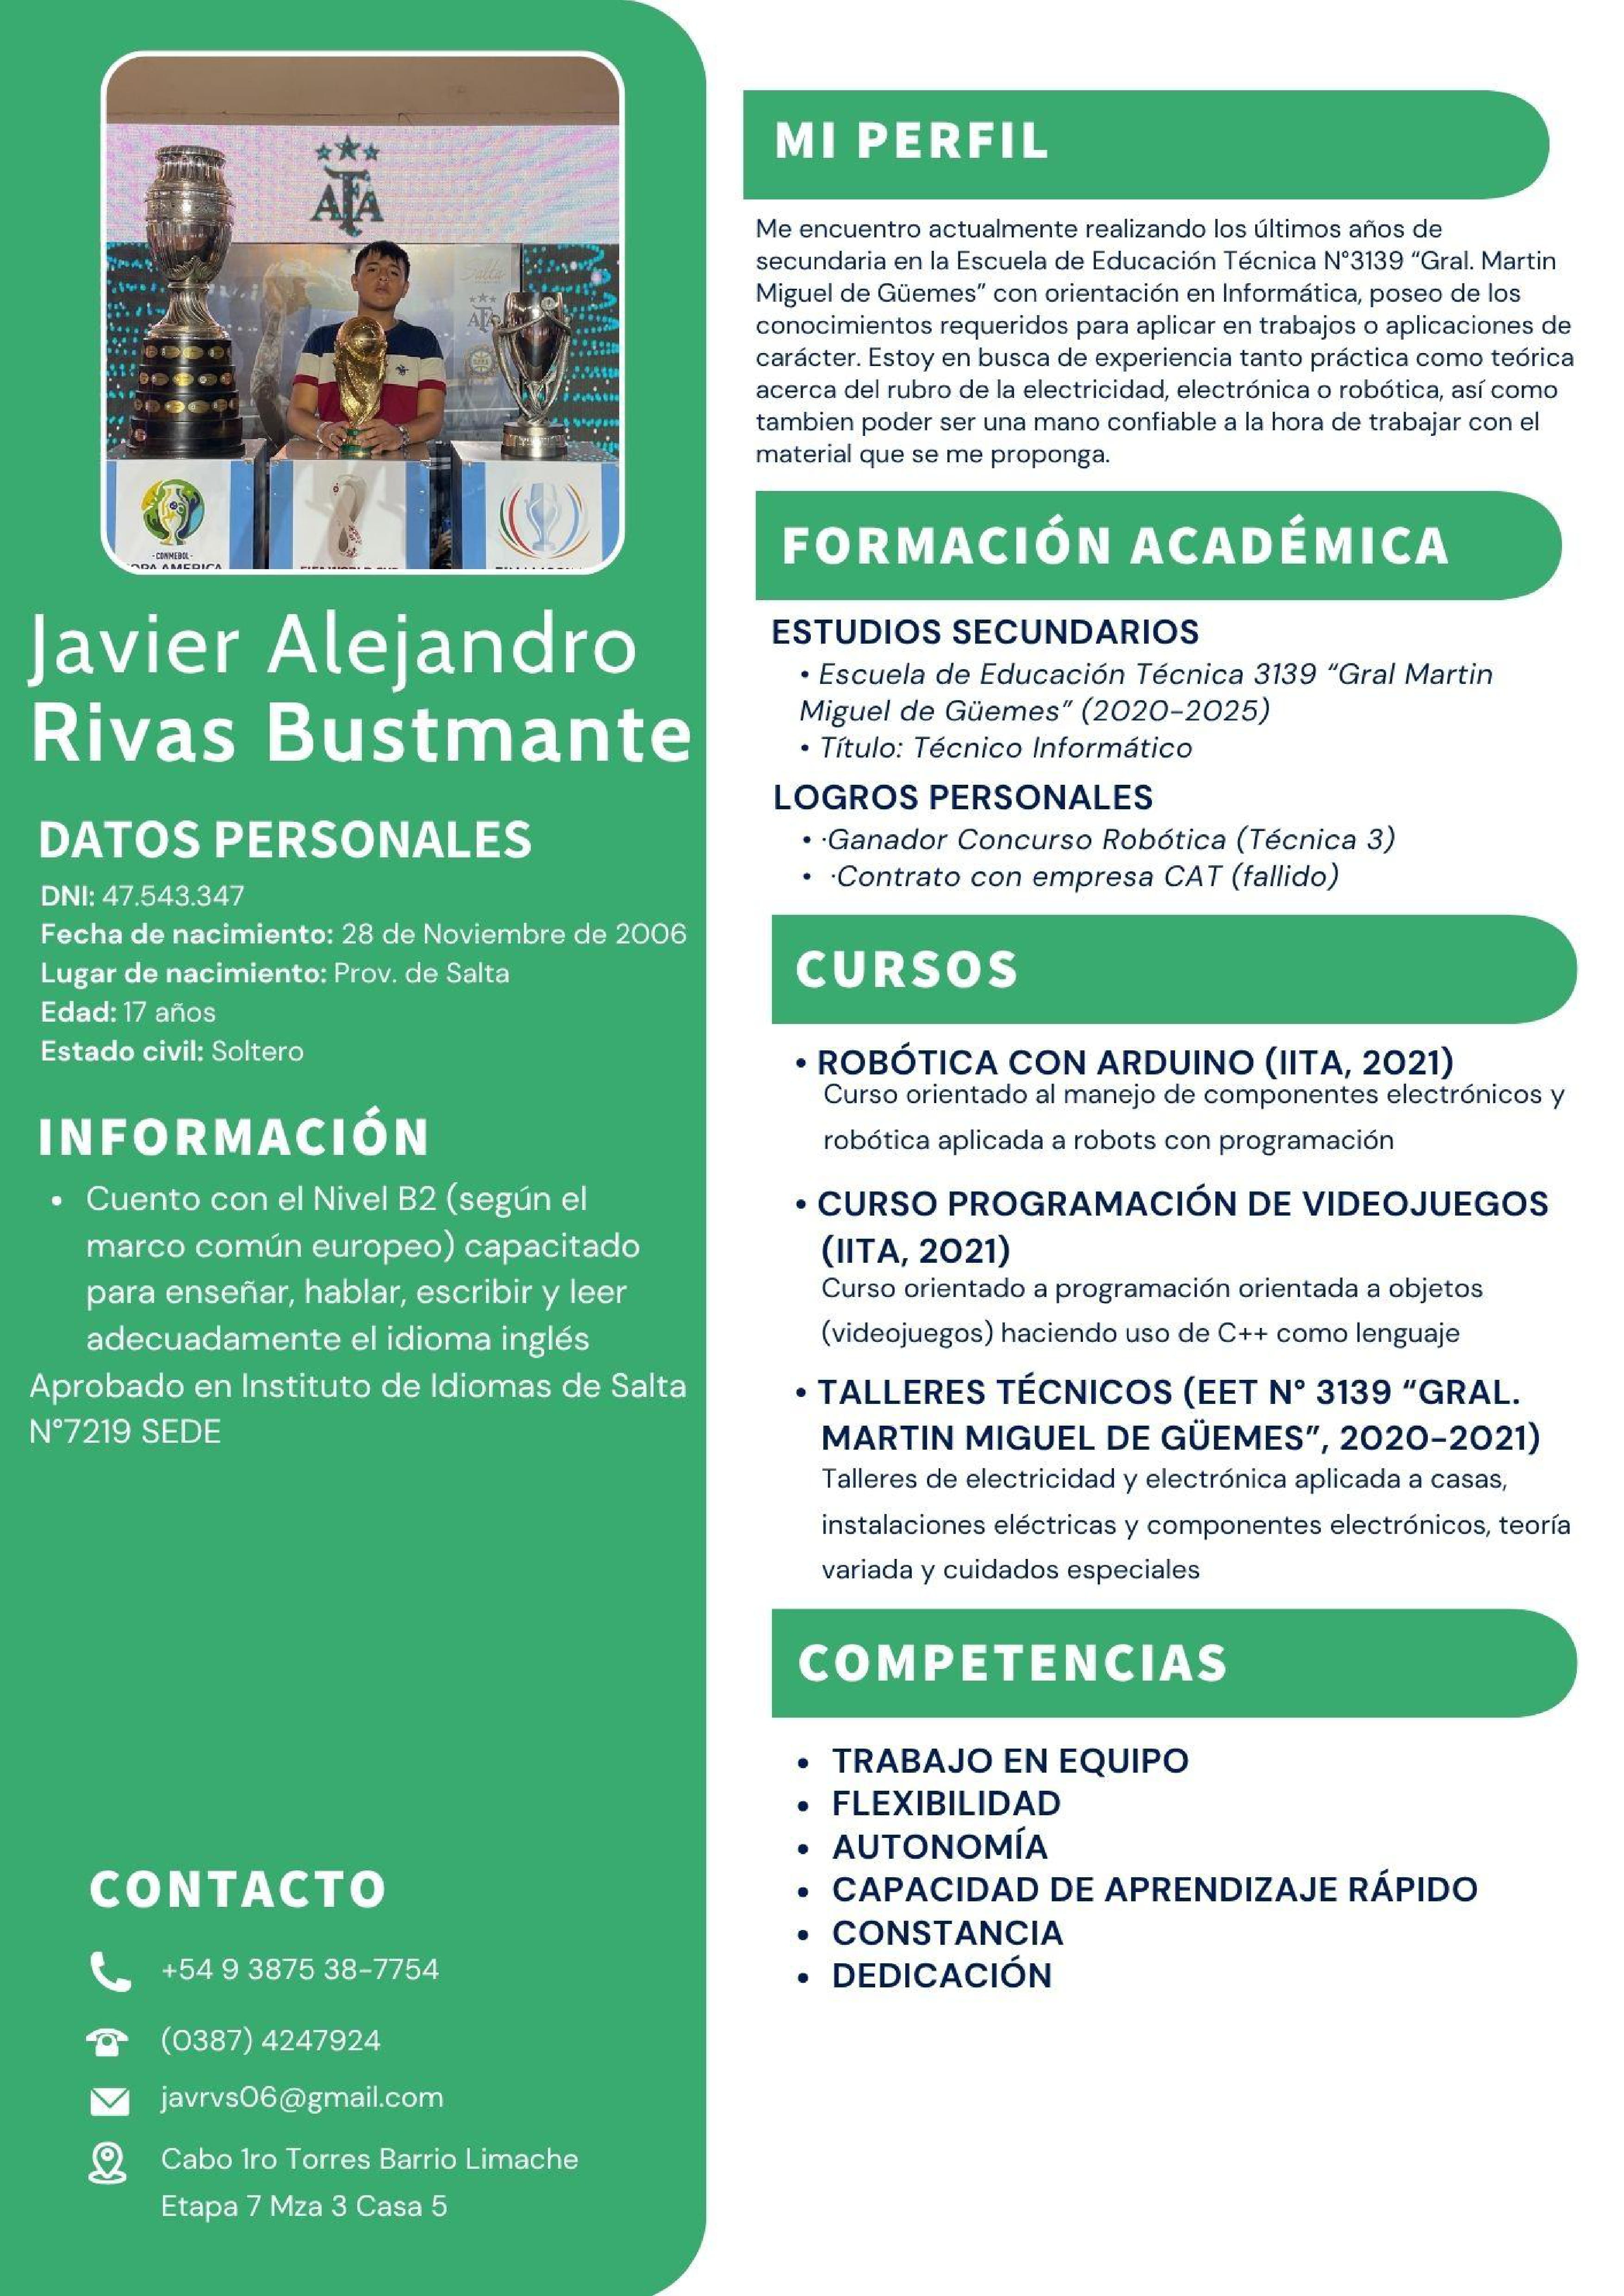 AFA
Salta
AFA
CONMEBOL
COPA AMERICA
FIFA WORLD CUP
Javier Alejandro
Rivas Bustmante
DATOS PERSONALES
DNI: 47.543.347
Fecha de nacimiento: 28 de Noviembre de 2006
Lugar de nacimiento: Prov. de Salta
Edad: 17 años
Estado civil: Soltero
INFORMACIÓN
• Cuento con el Nivel B2 (según el
marco común europeo) capacitado
para enseñar, hablar, escribir y leer
adecuadamente el idioma inglés
Aprobado en Instituto de Idiomas de Salta
N°7219 SEDE
CONTACTO
+54 9 3875 38-7754
(0387) 4247924
javrvs06@gmail.com
Cabo 1ro Torres Barrio Limache
Etapa 7 Mza 3 Casa 5
MI PERFIL
Me encuentro actualmente realizando los últimos años de
secundaria en la Escuela de Educación Técnica N°3139 “Gral. Martin
Miguel de Güemes” con orientación en Informática, poseo de los
conocimientos requeridos para aplicar en trabajos o aplicaciones de
carácter. Estoy en busca de experiencia tanto práctica como teórica
acerca del rubro de la electricidad, electrónica o robótica, así como
tambien poder ser una mano confiable a la hora de trabajar con el
material que se me proponga.
FORMACIÓN ACADÉMICA
ESTUDIOS SECUNDARIOS
• Escuela de Educación Técnica 3139 “Gral Martin
Miguel de Güemes” (2020-2025)
• Título: Técnico Informático
LOGROS PERSONALES
• ·Ganador Concurso Robótica (Técnica 3)
• ·Contrato con empresa CAT (fallido)
CURSOS
• ROBÓTICA CON ARDUINO (IITA, 2021)
Curso orientado al manejo de componentes electrónicos y
robótica aplicada a robots con programación
• CURSO PROGRAMACIÓN DE VIDEOJUEGOS
(IITA, 2021)
Curso orientado a programación orientada a objetos
(videojuegos) haciendo uso de C++ como lenguaje
• TALLERES TÉCNICOS (EET N° 3139 “GRAL.
MARTIN MIGUEL DE GÜEMES”, 2020-2021)
Talleres de electricidad y electrónica aplicada a casas,
instalaciones eléctricas y componentes electrónicos, teoría
variada y cuidados especiales
COMPETENCIAS
• TRABAJO EN EQUIPO
• FLEXIBILIDAD
• AUTONOMÍA
• CAPACIDAD DE APRENDIZAJE RÁPIDO
• CONSTANCIA
• DEDICACIÓN